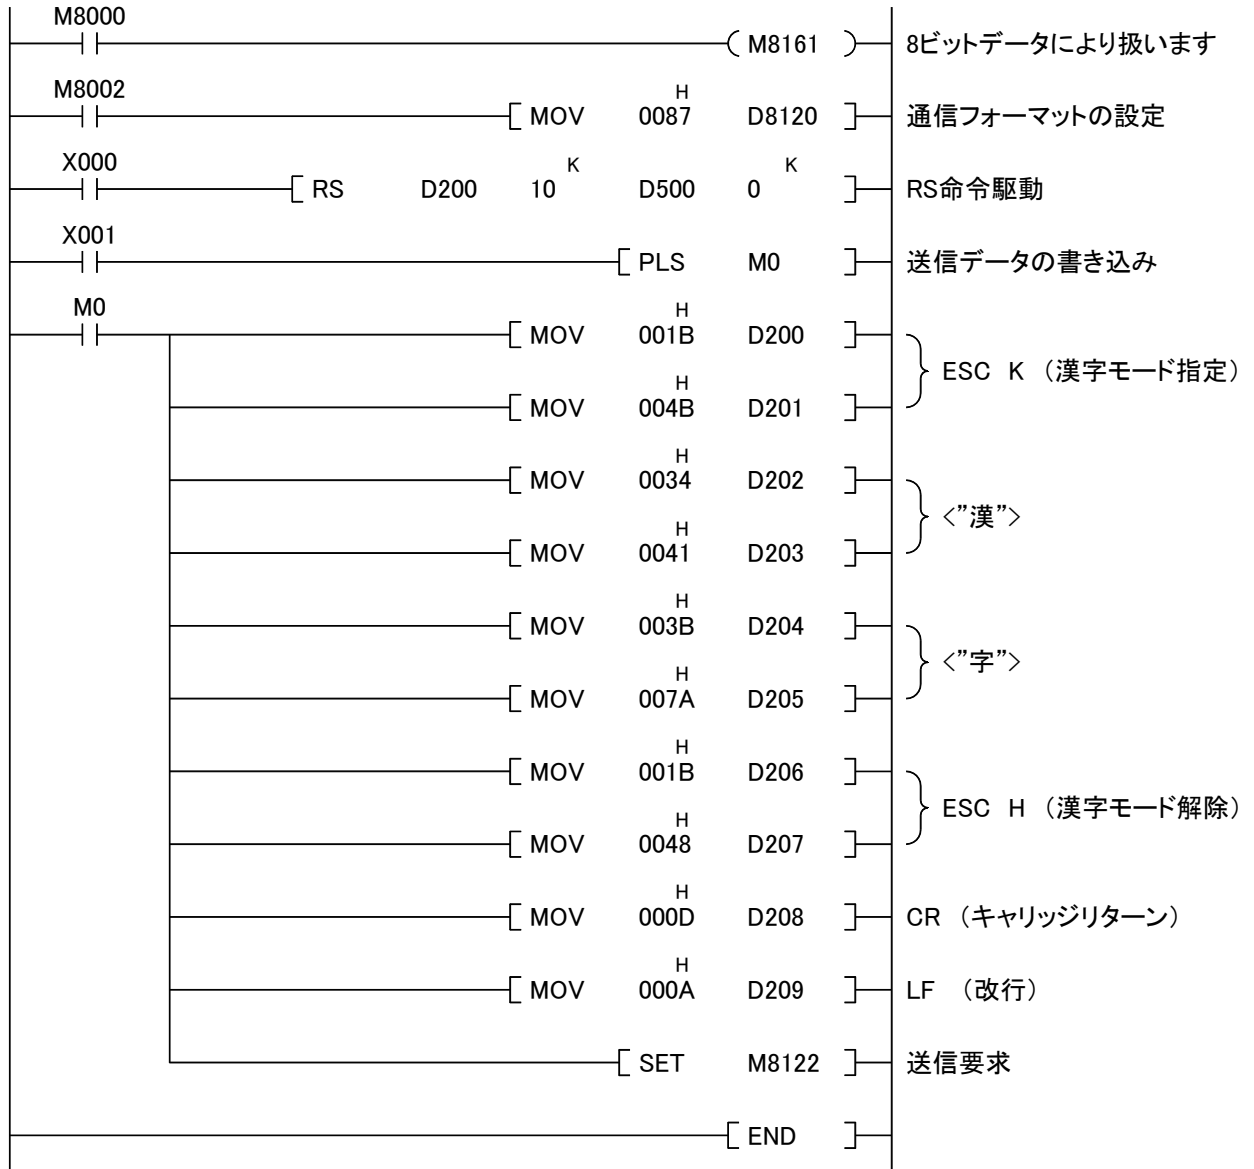 M8000
M8161 8ビットデータにより扱います
M8002
H
MOV 0087 D8120 通信フォーマットの設定
X000
K K
RS D200 10 D500 0 RS命令駆動
X001
PLS M0 送信データの書き込み
M0
H
MOV 001B D200
ESC K （漢字モード指定）
H
MOV 004B D201
H
MOV 0034 D202
<”漢”>
H
MOV 0041 D203
H
MOV 003B D204
<”字”>
H
MOV 007A D205
H
MOV 001B D206
ESC H （漢字モード解除）
H
MOV 0048 D207
H
MOV 000D D208 CR （キャリッジリターン）
H
MOV 000A D209 LF （改行）
SET M8122 送信要求
END